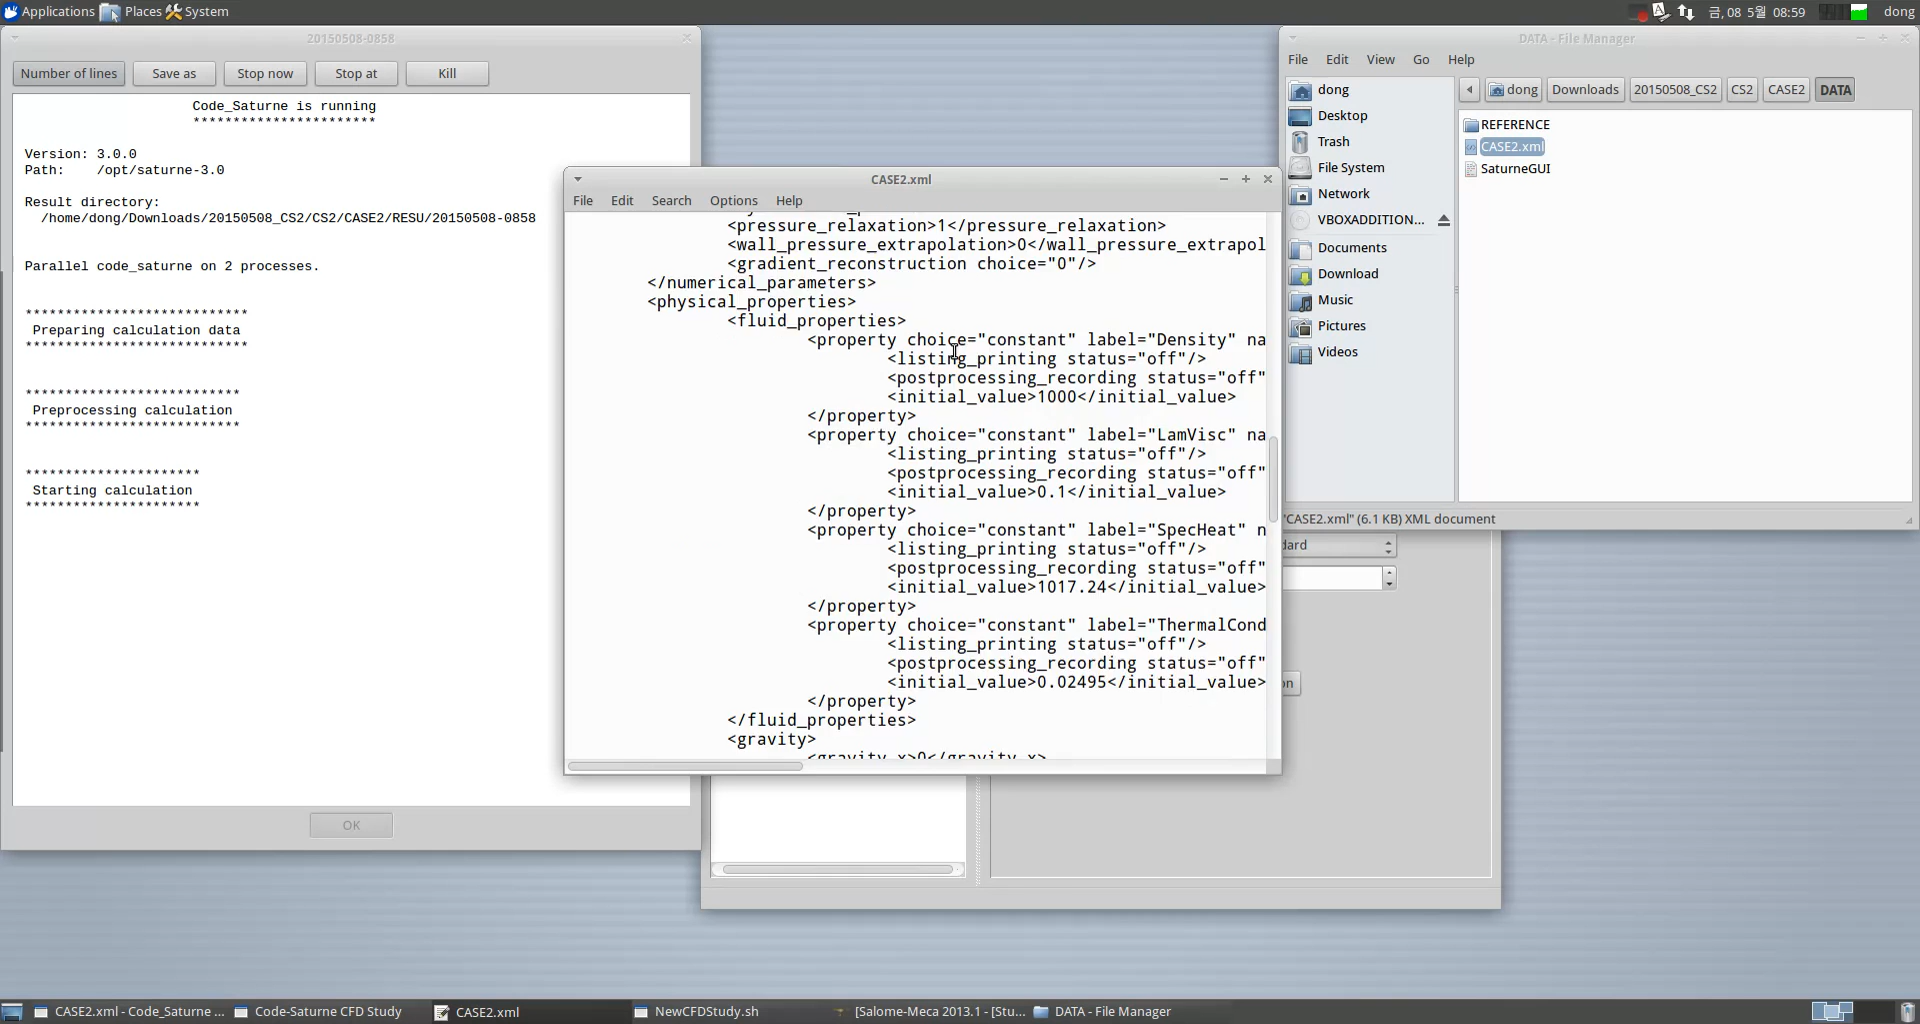 Applications Places System
금, 08 5월 08:59
dong
20150508-0858
Number of lines
Save as
Stop now
Stop at
Kill
Code_Saturne is running
***********************
Version: 3.0.0
Path: /opt/saturne-3.0
Result directory:
/home/dong/Downloads/20150508_CS2/CS2/CASE2/RESU/20150508-0858
Parallel code_saturne on 2 processes.
****************************
Preparing calculation data
****************************
***************************
Preprocessing calculation
***************************
**********************
Starting calculation
**********************
OK
CASE2.xml
File Edit Search Options Help
<pressure_relaxation>1</pressure_relaxation>
<wall_pressure_extrapolation>0</wall_pressure_extrapol
<gradient_reconstruction choice="0"/>
</numerical_parameters>
<physical_properties>
<fluid_properties>
<property choice="constant" label="Density" na
<listing_printing status="off"/>
<postprocessing_recording status="off"
<initial_value>1000</initial_value>
</property>
<property choice="constant" label="LamVisc" na
<listing_printing status="off"/>
<postprocessing_recording status="off"
<initial_value>0.1</initial_value>
</property>
<property choice="constant" label="SpecHeat" n
<listing_printing status="off"/>
<postprocessing_recording status="off"
<initial_value>1017.24</initial_value>
</property>
<property choice="constant" label="ThermalCond
<listing_printing status="off"/>
<postprocessing_recording status="off"
<initial_value>0.02495</initial_value>
</property>
</fluid_properties>
<gravity>
<gravity_x>0</gravity_x>
DATA - File Manager
File Edit View Go Help
dong
Downloads
20150508_CS2
CS2
CASE2
DATA
dong
Desktop
Trash
File System
Network
VBOXADDITION...
Documents
Download
Music
Pictures
Videos
REFERENCE
CASE2.xml
SaturneGUI
"CASE2.xml" (6.1 KB) XML document
dard
on
CASE2.xml - Code_Saturne ...
Code-Saturne CFD Study
CASE2.xml
NewCFDStudy.sh
[Salome-Meca 2013.1 - [Stu...
DATA - File Manager